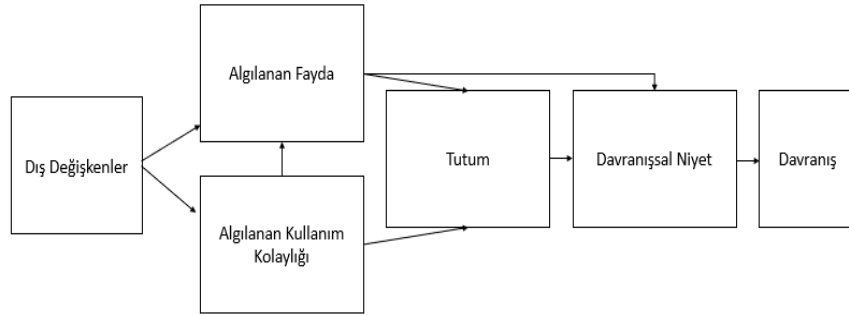 Algılanan Fayda
Dış Değişkenler
Algılanan Kullanım
Kolaylığı
Tutum
Davranışsal Niyet
Davranış